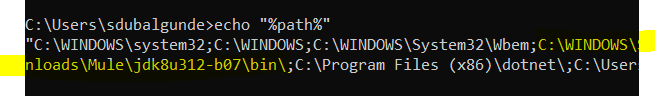 C:\Users\sdubalgunde>echo "%path%"
"C:\WINDOWS\system32;C:\WINDOWS;C:\WINDOWS\System32\Wbem;C:\WINDOWS\
nloads\Mule\jdk8u312-b07\bin\;C:\Program Files (x86)\dotnet\;C:\User